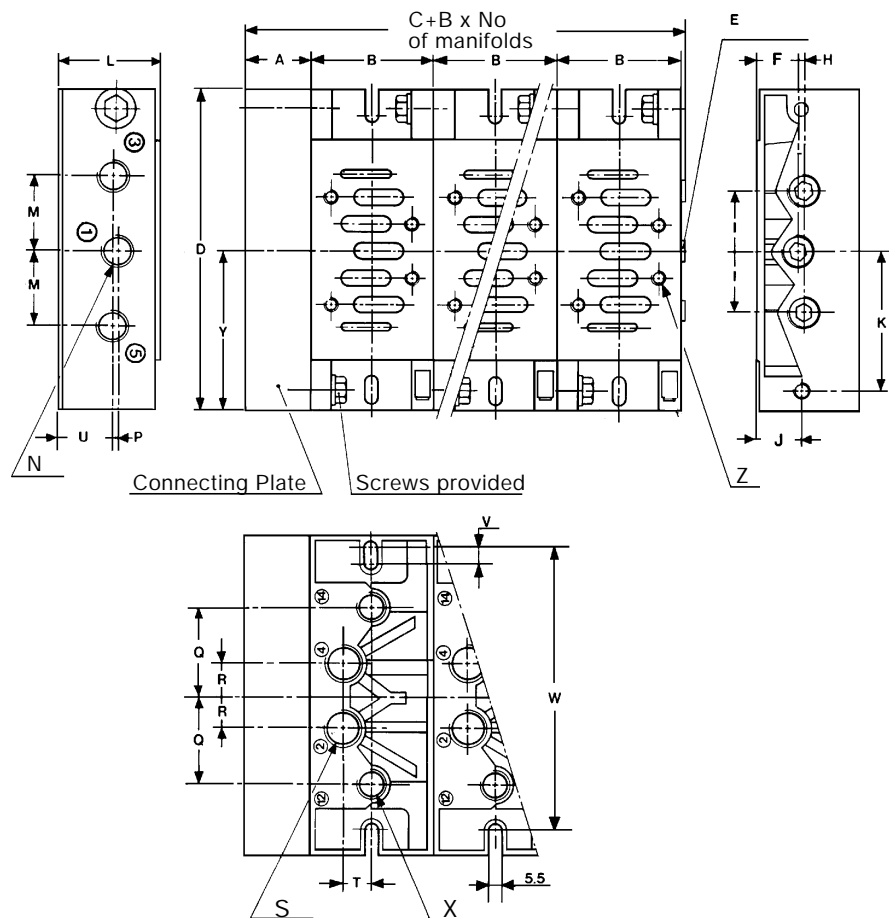 C+B x No
of manifolds
E
L
A
B
B
B
F
H
3
M
1
D
I
M
Y
K
5
U
P
J
N
Z
Connecting Plate
Screws provided
V
14
14
Q
4
4
R
W
R
2
2
Q
12
12
T
5.5
S
X